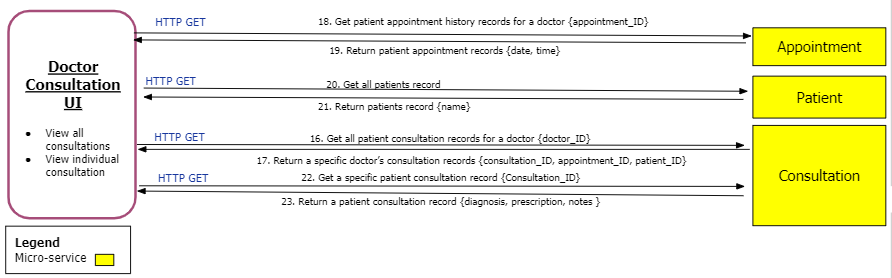 Doctor
Consultation
UI
● View all
consultations
● View individual
consultation
HTTP GET
18. Get patient appointment history records for a doctor {appointment_ID}
19. Return patient appointment records {date, time}
Appointment
HTTP GET
20. Get all patients record
21. Return patients record {name}
Patient
HTTP GET
16. Get all patient consultation records for a doctor {doctor_ID}
17. Return a specific doctor's consultation records {consultation_ID, appointment_ID, patient_ID}
HTTP GET
22. Get a specific patient consultation record {Consultation_ID}
23. Return a patient consultation record {diagnosis, prescription, notes }
Consultation
Legend
Micro-service